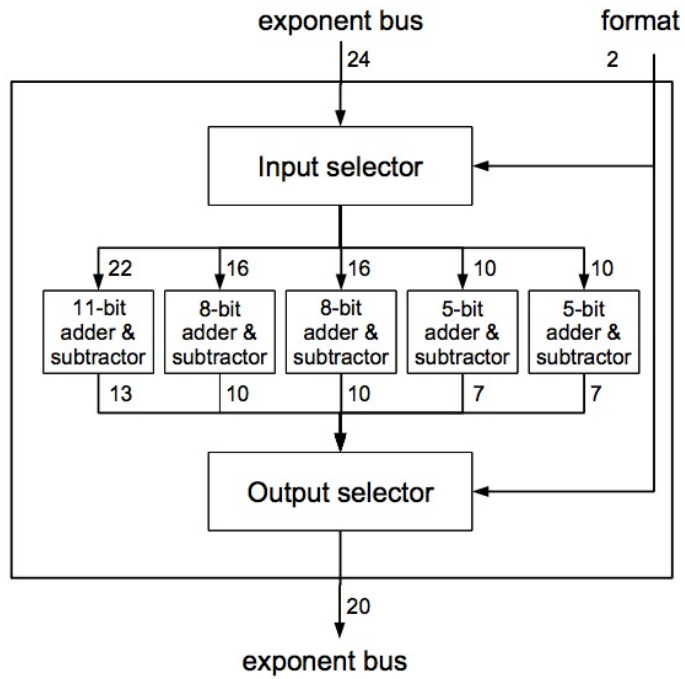 exponent bus
format
24
2
Input selector
22
16
16
10
10
11-bit
adder &
subtractor
8-bit
adder &
subtractor
8-bit
adder &
subtractor
5-bit
adder &
subtractor
5-bit
adder &
subtractor
13
10
10
7
7
Output selector
20
exponent bus